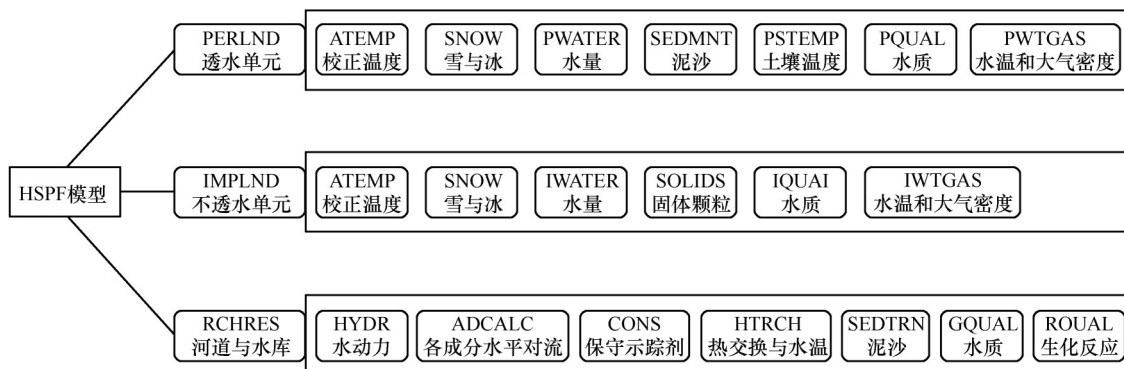 HSPF模型
PERLND
透水单元
ATEMP
校正温度
SNOW
雪与冰
PWATER
水量
SEDMNT
泥沙
PSTEMP
土壤温度
PQUAL
水质
PWTGAS
水温和大气密度
IMPLND
不透水单元
ATEMP
校正温度
SNOW
雪与冰
IWATER
水量
SOLIDS
固体颗粒
IQUAI
水质
IWTGAS
水温和大气密度
RCHRES
河道与水库
HYDR
水动力
ADCALC
各成分水平对流
CONS
保守示踪剂
HTRCH
热交换与水温
SEDTRN
泥沙
GQUAL
水质
ROUAL
生化反应